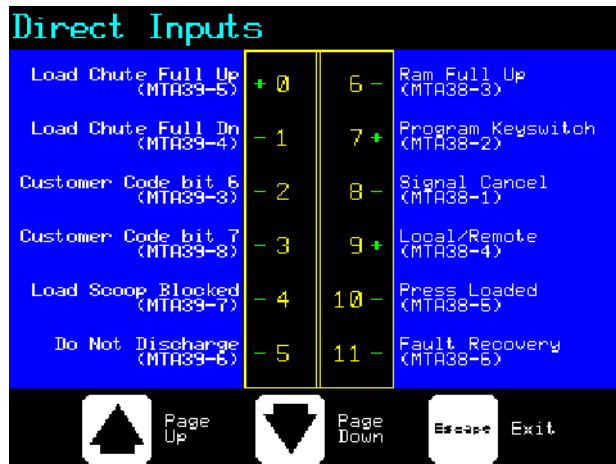 Direct Inputs
Load Chute Full Up
(MTA39-5)
+ 0
6 -
Ram Full Up
(MTA38-3)
Load Chute Full Dn
(MTA39-4)
- 1
7 +
Program Keyswitch
(MTA38-2)
Customer Code bit 6
(MTA39-3)
- 2
8 -
Signal Cancel
(MTA38-1)
Customer Code bit 7
(MTA39-8)
- 3
9 +
Local/Remote
(MTA38-4)
Load Scoop Blocked
(MTA39-7)
- 4
10 -
Press Loaded
(MTA38-5)
Do Not Discharge
(MTA39-6)
- 5
11 -
Fault Recovery
(MTA38-6)
Page
Up
Page
Down
Escape
Exit